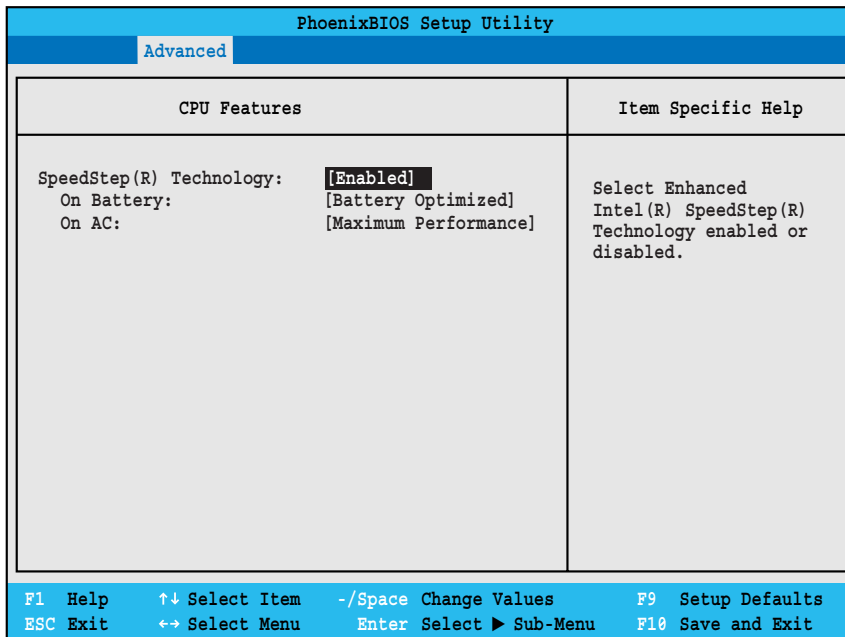 PhoenixBIOS Setup Utility
Advanced
CPU Features
SpeedStep(R) Technology: [Enabled]
On Battery: [Battery Optimized]
On AC: [Maximum Performance]
Item Specific Help
Select Enhanced
Intel(R) SpeedStep(R)
Technology enabled or
disabled.
F1 Help ↑↓ Select Item -/Space Change Values F9 Setup Defaults
ESC Exit ←→ Select Menu Enter Select ▶ Sub-Menu F10 Save and Exit